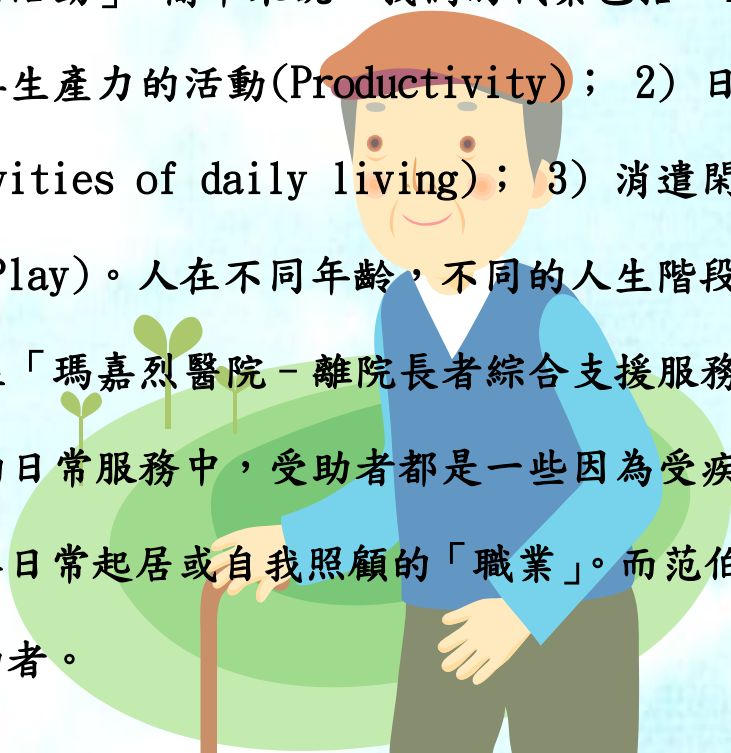 生產力的活動(Productivity); 2) 日
vities of daily living); 3) 消遣閑
Play)。人在不同年齡,不同的人生階段
「瑪嘉烈醫院–離院長者綜合支援服務
日常服務中,受助者都是一些因為受疾
日常起居或自我照顧的「職業」。而范伯
者。